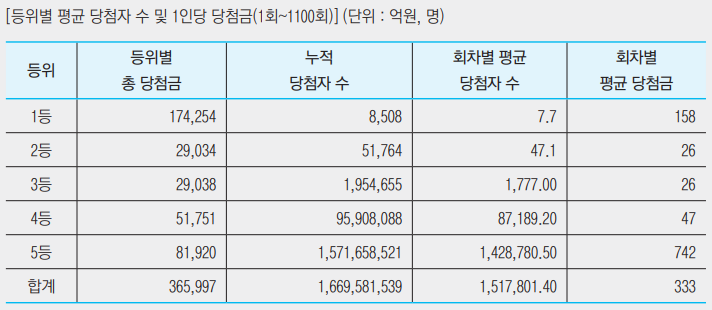 [등위별 평균 당첨자 수 및 1인당 당첨금(1회~1100회)] (단위 : 억원, 명)
등위 등위별 총 당첨금 누적 당첨자 수 회차별 평균 당첨자 수 회차별 평균 당첨금
1등 174,254 8,508 7.7 158
2등 29,034 51,764 47.1 26
3등 29,038 1,954,655 1,777.00 26
4등 51,751 95,908,088 87,189.20 47
5등 81,920 1,571,658,521 1,428,780.50 742
합계 365,997 1,669,581,539 1,517,801.40 333